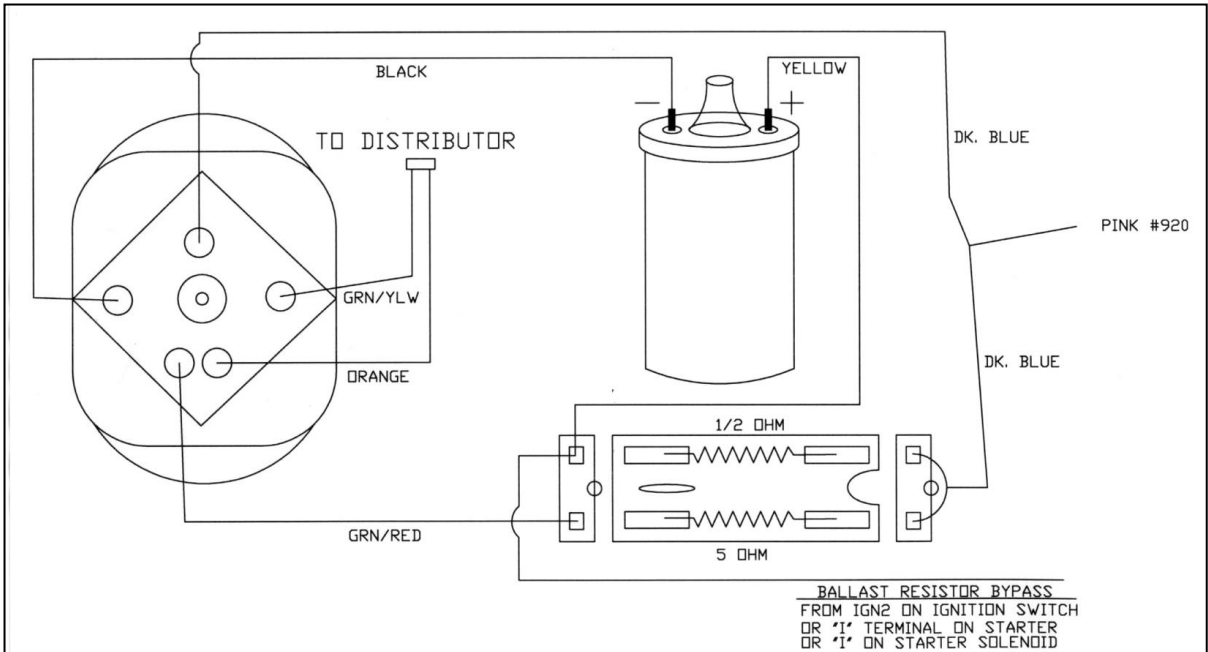 BLACK
YELLOW
− +
TO DISTRIBUTOR
DK. BLUE
PINK #920
GRN/YLW
DK. BLUE
ORANGE
1/2 OHM
GRN/RED
5 OHM
BALLAST RESISTOR BYPASS
FROM IGN2 ON IGNITION SWITCH
OR "I" TERMINAL ON STARTER
OR "I" ON STARTER SOLENOID